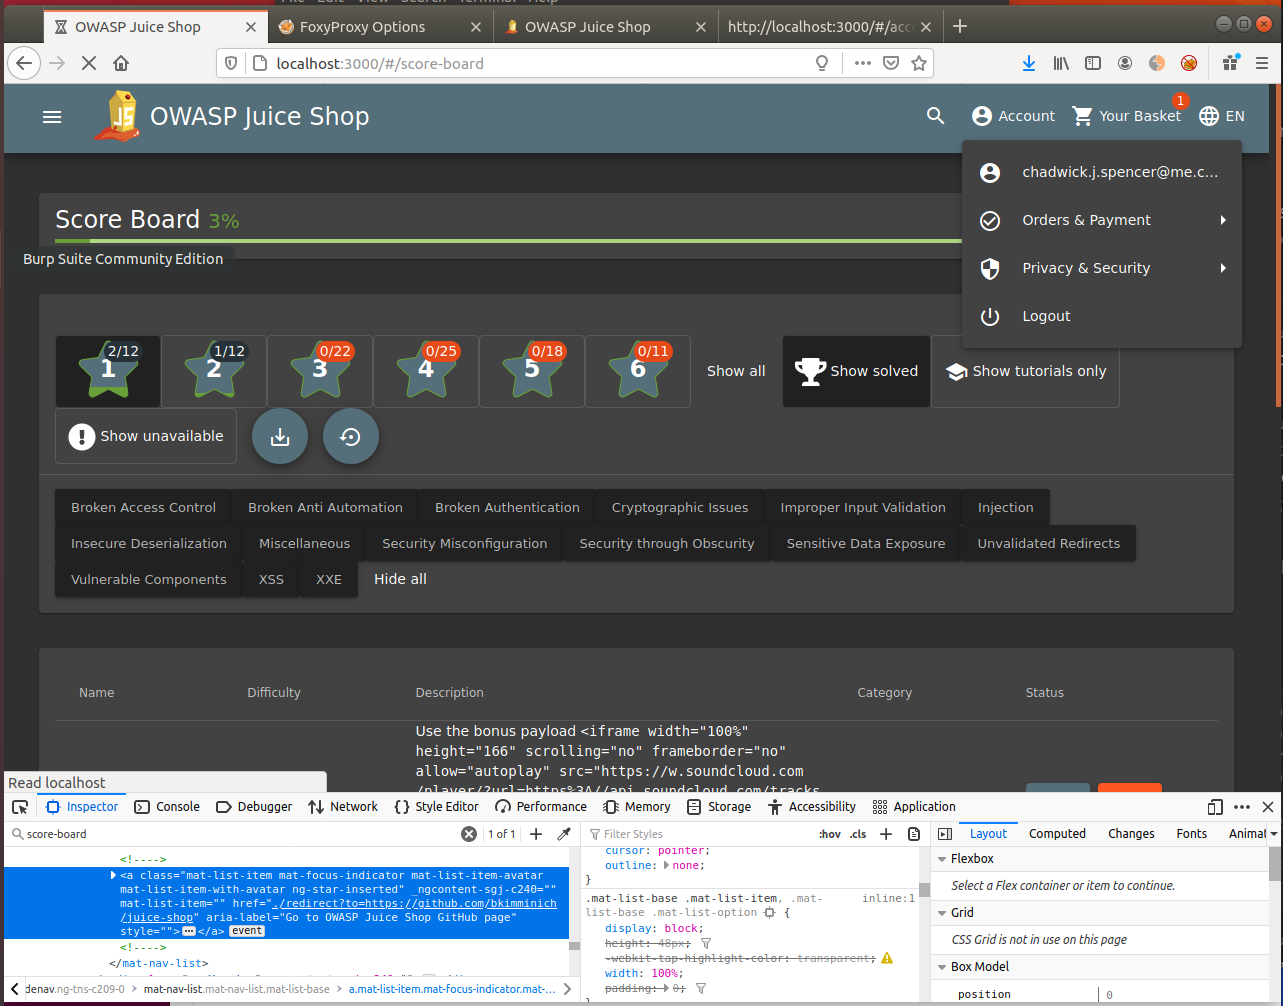 OWASP Juice Shop
FoxyProxy Options
OWASP Juice Shop
http://localhost:3000/#/acc
localhost:3000/#/score-board
OWASP Juice Shop
Account
1
Your Basket
EN
chadwick.j.spencer@me.c...
Orders & Payment
Privacy & Security
Logout
Score Board 3%
Burp Suite Community Edition
1 2/12
2 1/12
3 0/22
4 0/25
5 0/18
6 0/11
Show all
Show solved
Show tutorials only
Show unavailable
Broken Access Control Broken Anti Automation Broken Authentication Cryptographic Issues Improper Input Validation Injection
Insecure Deserialization Miscellaneous Security Misconfiguration Security through Obscurity Sensitive Data Exposure Unvalidated Redirects
Vulnerable Components XSS XXE Hide all
Name Difficulty Description Category Status
Use the bonus payload <iframe width="100%"
height="166" scrolling="no" frameborder="no"
allow="autoplay" src="https://w.soundcloud.com
/player/?url=https%3A//api.soundcloud.com/tracks
Read localhost
Inspector Console Debugger Network Style Editor Performance Memory Storage Accessibility Application
score-board
1 of 1
Filter Styles
:hov .cls
Layout Computed Changes Fonts Animat
<!---->
<a class="mat-list-item mat-focus-indicator mat-list-item-avatar
mat-list-item-with-avatar ng-star-inserted" _ngcontent-sgj-c240=""
mat-list-item="" href="./redirect?to=https://github.com/bkimminich
/juice-shop" aria-label="Go to OWASP Juice Shop GitHub page"
style=""></a> event
<!---->
</mat-nav-list>
denav.ng-tns-c209-0 mat-nav-list.mat-nav-list.mat-list-base a.mat-list-item.mat-focus-indicator.mat-...
cursor: pointer;
outline: none;
}
.mat-list-base .mat-list-item, .mat- inline:1
list-base .mat-list-option {
display: block;
height: 48px;
-webkit-tap-highlight-color: transparent;
width: 100%;
padding: 0;
Flexbox
Select a Flex container or item to continue.
Grid
CSS Grid is not in use on this page
Box Model
position 0